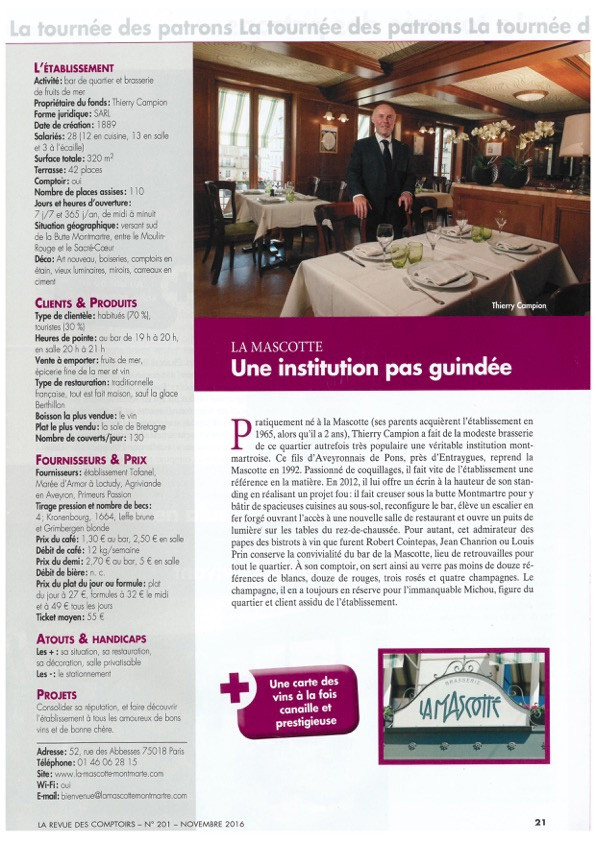 La tournée des patrons La tournée des patrons La tournée d
L'ÉTABLISSEMENT
Activité: bar de quartier et brasserie
de fruits de mer
Propriétaire du fonds: Thierry Campion
Forme juridique: SARL
Date de création: 1889
Salariés: 28 (12 en cuisine, 13 en salle
et 3 à l'écaille)
Surface totale: 320 m²
Terrasse: 42 places
Comptoir: oui
Nombre de places assises: 110
Jours et heures d'ouverture:
7 j/7 et 365 j/an, de midi à minuit
Situation géographique: versant sud
de la Butte Montmartre, entre le Moulin-
Rouge et le Sacré-Cœur
Déco: Art nouveau, boiseries, comptoirs en
étain, vieux luminaires, miroirs, carreaux en
ciment
CLIENTS & PRODUITS
Type de clientèle: habitués (70 %),
touristes (30 %)
Heures de pointe: au bar de 19 h à 20 h,
en salle 20 h à 21 h
Vente à emporter: fruits de mer,
épicerie fine de la mer et vin
Type de restauration: traditionnelle
française, tout est fait maison, sauf la glace
Berthillon
Boisson la plus vendue: le vin
Plat le plus vendu: la sole de Bretagne
Nombre de couverts/jour: 130
FOURNISSEURS & PRIX
Fournisseurs: établissement Tafanel,
Marée d'Armor à Loctudy, Agriviande
en Aveyron, Primeurs Passion
Tirage pression et nombre de becs:
4; Kronenbourg, 1664, Leffe brune
et Grimbergen blonde
Prix du café: 1,30 € au bar, 2,50 € en salle
Débit de café: 12 kg/semaine
Prix du demi: 2,70 € au bar, 5 € en salle
Débit de bière: n. c.
Prix du plat du jour ou formule: plat
du jour à 27 €, formules à 32 € le midi
et à 49 € tous les jours
Ticket moyen: 55 €
ATOUTS & HANDICAPS
Les +: sa situation, sa restauration,
sa décoration, salle privatisable
Les -: le stationnement
PROJETS
Consolider sa réputation, et faire découvrir
l'établissement à tous les amoureux de bons
vins et de bonne chère.
Adresse: 52, rue des Abbesses 75018 Paris
Téléphone: 01 46 06 28 15
Site: www.la-mascottemontmarte.com
Wi-Fi: oui
E-mail: bienvenue@lamascottemontmartre.com
Thierry Campion
LA MASCOTTE
Une institution pas guindée
Pratiquement né à la Mascotte (ses parents acquièrent l'établissement en
1965, alors qu'il a 2 ans), Thierry Campion a fait de la modeste brasserie
de ce quartier autrefois très populaire une véritable institution mont-
martroise. Ce fils d'Aveyronnais de Pons, près d'Entraygues, reprend la
Mascotte en 1992. Passionné de coquillages, il fait vite de l'établissement une
référence en la matière. En 2012, il lui offre un écrin à la hauteur de son stan-
ding en réalisant un projet fou: il fait creuser sous la butte Montmartre pour y
bâtir de spacieuses cuisines au sous-sol, reconfigure le bar, élève un escalier en
fer forgé ouvrant l'accès à une nouvelle salle de restaurant et ouvre un puits de
lumière sur les tables du rez-de-chaussée. Pour autant, cet admirateur des
papes des bistrots à vin que furent Robert Cointepas, Jean Chanrion ou Louis
Prin conserve la convivialité du bar de la Mascotte, lieu de retrouvailles pour
tout le quartier. À son comptoir, on sert ainsi au verre pas moins de douze ré-
férences de blancs, douze de rouges, trois rosés et quatre champagnes. Le
champagne, il en a toujours en réserve pour l'immanquable Michou, figure du
quartier et client assidu de l'établissement.
+
Une carte des
vins à la fois
canaille et
prestigieuse
BRASSERIE
LA MASCOTTE
LA REVUE DES COMPTOIRS – N° 201 – NOVEMBRE 2016
21